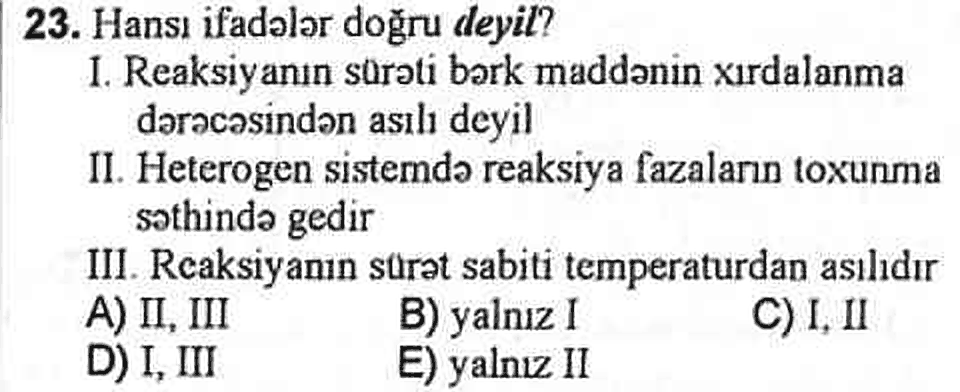 23. Hansı ifadələr doğru deyil?
I. Reaksiyanın sürəti bərk maddənin xırdalanma
dərəcəsindən asılı deyil
II. Heterogen sistemdə reaksiya fazaların toxunma
səthində gedir
III. Reaksiyanın sürət sabiti temperaturdan asılıdır
A) II, III B) yalnız I C) I, II
D) I, III E) yalnız II